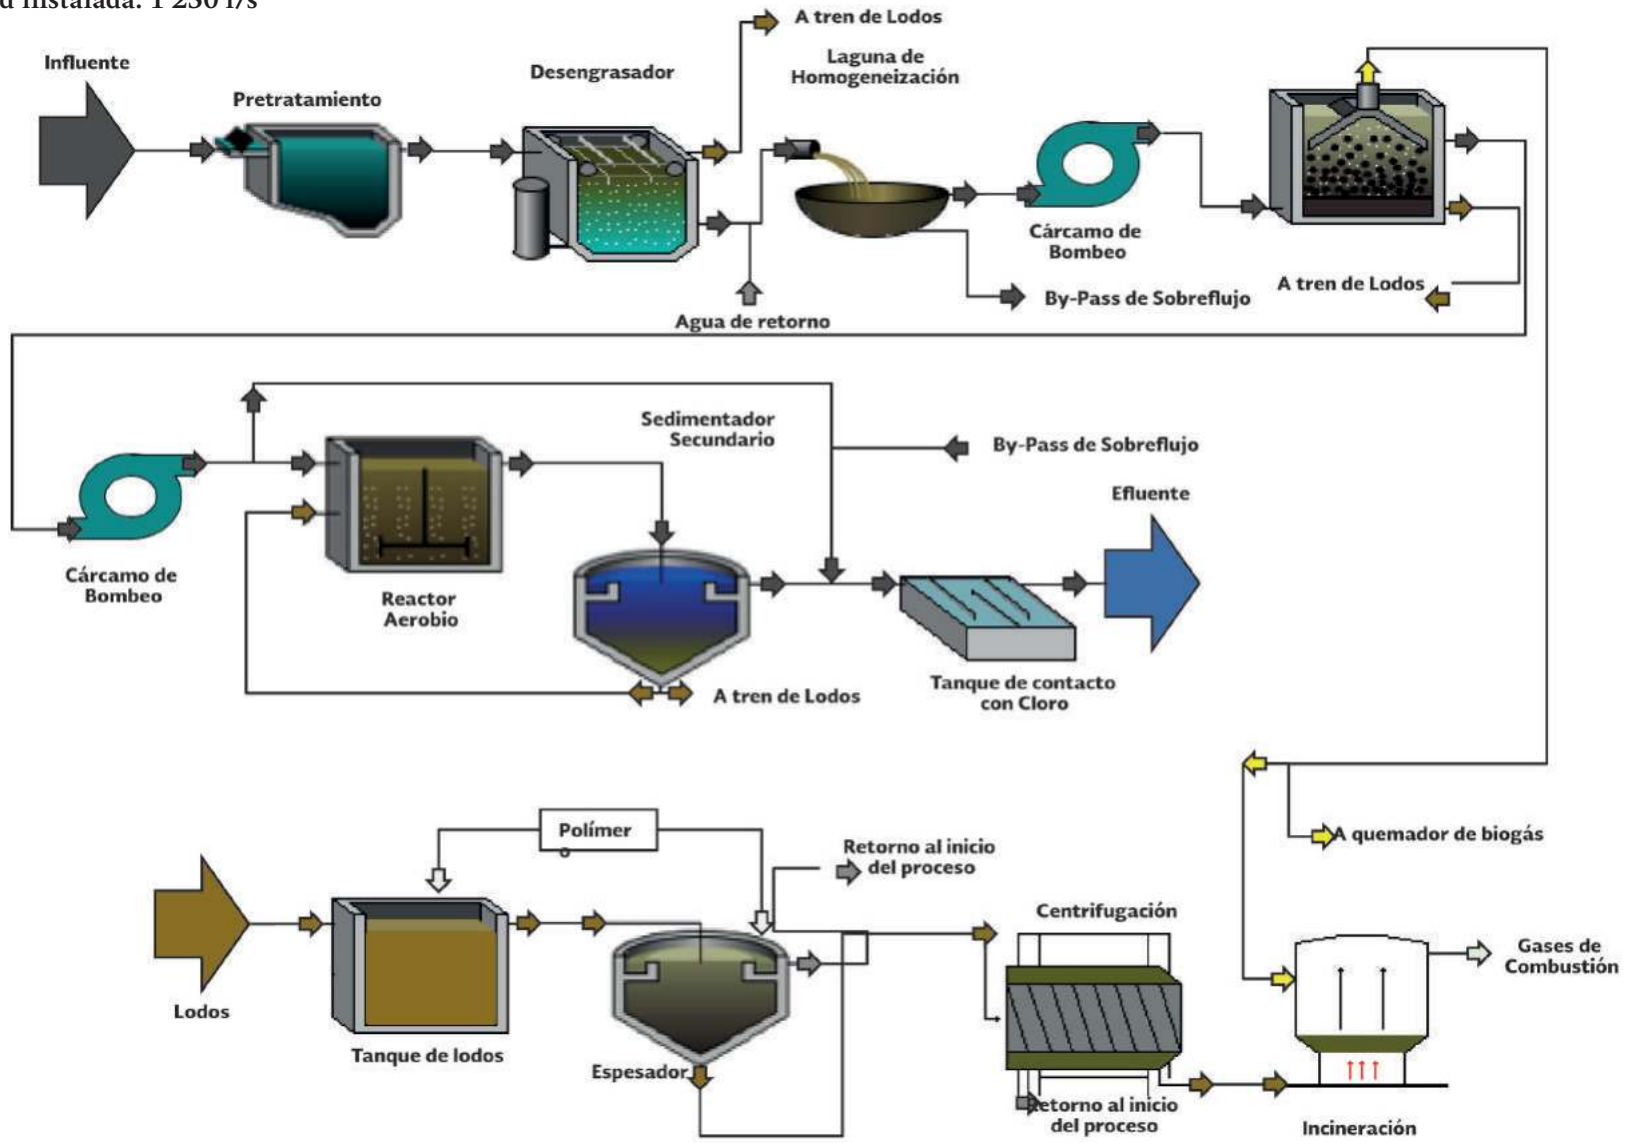 d instalada: 1 250 l/s
A tren de Lodos
Influente
Laguna de
Homogeneización
Desengrasador
Pretratamiento
Cárcamo de
Bombeo
A tren de Lodos
By-Pass de Sobreflujo
Agua de retorno
Sedimentador
Secundario
By-Pass de Sobreflujo
Efluente
Cárcamo de
Bombeo
Reactor
Aerobio
A tren de Lodos
Tanque de contacto
con Cloro
Polímer
A quemador de biogás
Retorno al inicio
del proceso
Centrifugación
Gases de
Combustión
Lodos
Tanque de lodos
Espesador
Retorno al inicio
del proceso
Incineración